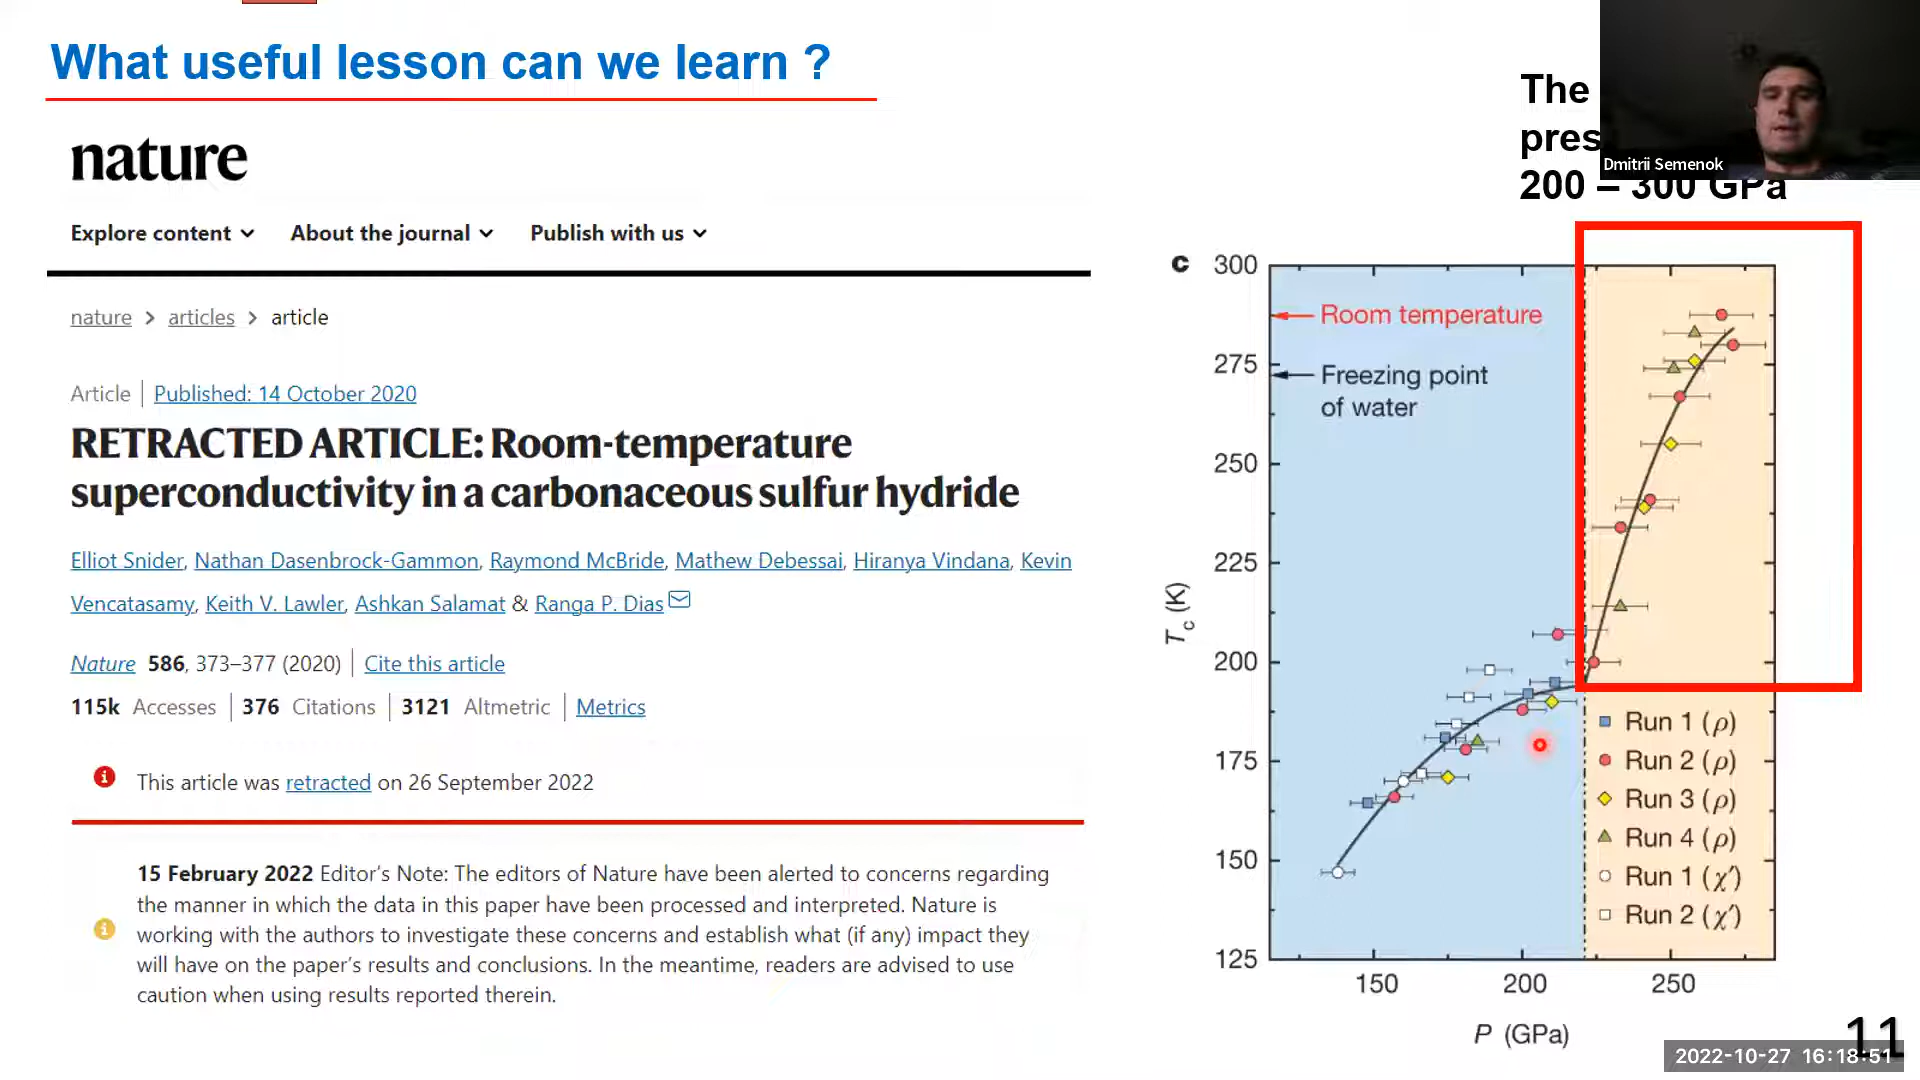 What useful lesson can we learn ?
The
200 – 300 GPa
Dmitrii Semenok
nature
Explore content
About the journal
Publish with us
nature > articles > article
Article | Published: 14 October 2020
RETRACTED ARTICLE: Room-temperature
superconductivity in a carbonaceous sulfur hydride
Elliot Snider, Nathan Dasenbrock-Gammon, Raymond McBride, Mathew Debessai, Hiranya Vindana, Kevin
Vencatasamy, Keith V. Lawler, Ashkan Salamat & Ranga P. Dias
Nature 586, 373–377 (2020) | Cite this article
115k Accesses | 376 Citations | 3121 Altmetric | Metrics
This article was retracted on 26 September 2022
15 February 2022 Editor's Note: The editors of Nature have been alerted to concerns regarding
the manner in which the data in this paper have been processed and interpreted. Nature is
working with the authors to investigate these concerns and establish what (if any) impact they
will have on the paper's results and conclusions. In the meantime, readers are advised to use
caution when using results reported therein.
c
300
275
250
225
200
175
150
125
Tc (K)
Room temperature
Freezing point
of water
Run 1 (ρ)
Run 2 (ρ)
Run 3 (ρ)
Run 4 (ρ)
Run 1 (χ′)
Run 2 (χ′)
150
200
250
P (GPa)
11
2022-10-27 16:18:51